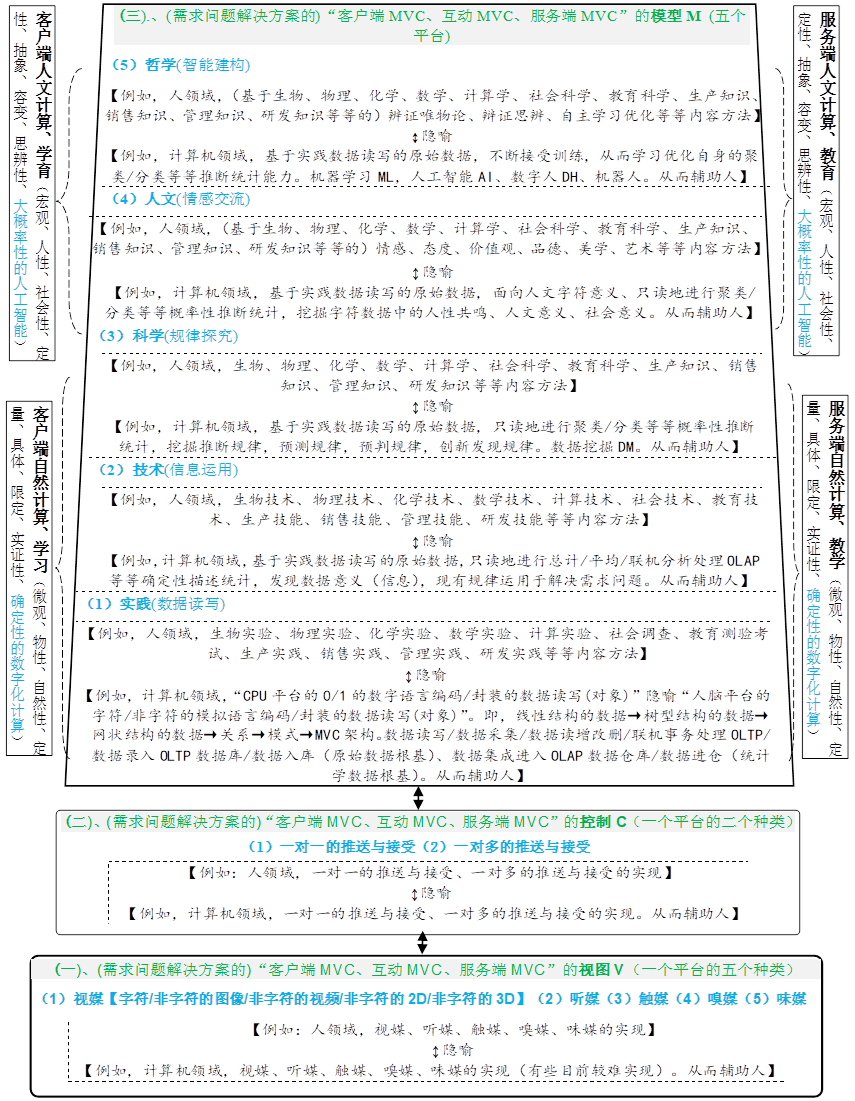 (三).、(需求问题解决方案的)“客户端 MVC、互动 MVC、服务端 MVC”的模型 M (五个
平台)
(5)哲学(智能建构)
【例如，人领域，（基于生物、物理、化学、数学、计算学、社会科学、教育科学、生产知识、
销售知识、管理知识、研发知识等等的）辨证唯物论、辩证思辨、自主学习优化等等内容方法】
↕隐喻
【例如，计算机领域，基于实践数据读写的原始数据，不断接受训练，从而学习优化自身的聚
类/分类等等推断统计能力。机器学习 ML，人工智能 AI、数字人 DH、机器人。从而辅助人】
(4)人文(情感交流)
【例如，人领域，（基于生物、物理、化学、数学、计算学、社会科学、教育科学、生产知识、
销售知识、管理知识、研发知识等等的）情感、态度、价值观、品德、美学、艺术等等内容方法】
↕隐喻
【例如，计算机领域，基于实践数据读写的原始数据，面向人文字符意义、只读地进行聚类/
分类等等概率性推断统计，挖掘字符数据中的人性共鸣、人文意义、社会意义。从而辅助人】
(3)科学(规律探究)
【例如，人领域，生物、物理、化学、数学、计算学、社会科学、教育科学、生产知识、销售
知识、管理知识、研发知识等等内容方法】
↕隐喻
【例如，计算机领域，基于实践数据读写的原始数据，只读地进行聚类/分类等等概率性推断
统计，挖掘推断规律，预测规律，预判规律，创新发现规律。数据挖掘 DM。从而辅助人】
(2)技术(信息运用)
【例如，人领域，生物技术、物理技术、化学技术、数学技术、计算技术、社会技术、教育技
术、生产技能、销售技能、管理技能、研发技能等等内容方法】
↕隐喻
【例如,计算机领域,基于实践数据读写的原始数据,只读地进行总计/平均/联机分析处理 OLAP
等等确定性描述统计，发现数据意义（信息），现有规律运用于解决需求问题。从而辅助人】
(1)实践(数据读写)
【例如，人领域，生物实验、物理实验、化学实验、数学实验、计算实验、社会调查、教育测验考
试、生产实践、销售实践、管理实践、研发实践等等内容方法】
↕隐喻
【例如，计算机领域，“CPU 平台的 0/1 的数字语言编码/封装的数据读写(对象)”隐喻“人脑平台的
字符/非字符的模拟语言编码/封装的数据读写(对象)”。即，线性结构的数据→树型结构的数据→
网状结构的数据→关系→模式→MVC 架构。数据读写/数据采集/数据读增改删/联机事务处理 OLTP/
数据录入 OLTP 数据库/数据入库（原始数据根基）、数据集成进入 OLAP 数据仓库/数据进仓（统计
学数据根基）。从而辅助人】
客户端人文计算、学育（宏观、人性、社会性、定
性、抽象、容变、思辨性、大概率性的人工智能）
客户端自然计算、学习（微观、物性、自然性、定
量、具体、限定、实证性、确定性的数字化计算）
服务端人文计算、教育（宏观、人性、社会性、
定性、抽象、容变、思辨性、大概率性的人工智能）
服务端自然计算、教学（微观、物性、自然性、定
量、具体、限定、实证性、确定性的数字化计算）
(二)、(需求问题解决方案的)“客户端 MVC、互动 MVC、服务端 MVC”的控制 C（一个平台的二个种类）
(1)一对一的推送与接受(2)一对多的推送与接受
【例如：人领域，一对一的推送与接受、一对多的推送与接受的实现】
↕隐喻
【例如，计算机领域，一对一的推送与接受、一对多的推送与接受的实现。从而辅助人】
(一)、(需求问题解决方案的)“客户端 MVC、互动 MVC、服务端 MVC”的视图 V（一个平台的五个种类）
(1)视媒【字符/非字符的图像/非字符的视频/非字符的 2D/非字符的 3D】(2)听媒(3)触媒(4)嗅媒(5)味媒
【例如：人领域，视媒、听媒、触媒、嗅媒、味媒的实现】
↕隐喻
【例如，计算机领域，视媒、听媒、触媒、嗅媒、味媒的实现（有些目前较难实现）。从而辅助人】